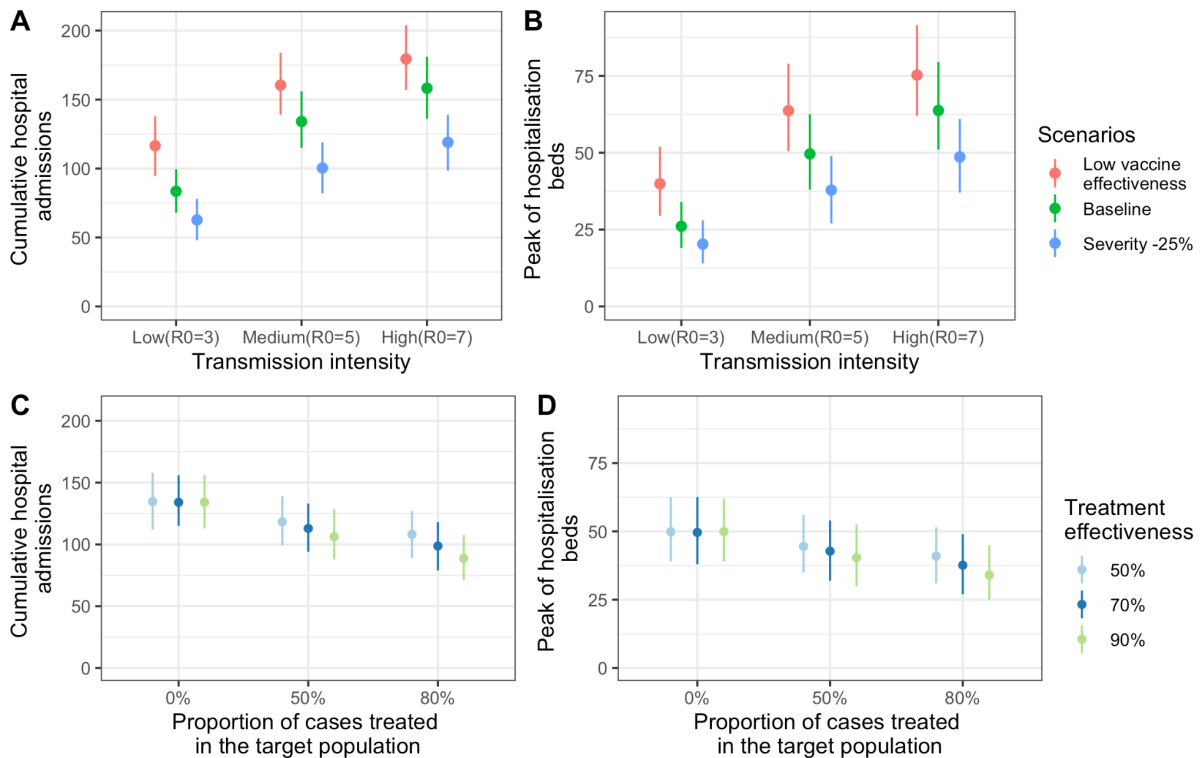 A
Cumulative hospital
admissions
200
150
100
50
0
Low(R0=3)
Medium(R0=5)
High(R0=7)
Transmission intensity
B
Peak of hospitalisation
beds
75
50
25
0
Low(R0=3)
Medium(R0=5)
High(R0=7)
Transmission intensity
Scenarios
Low vaccine
effectiveness
Baseline
Severity -25%
C
Cumulative hospital
admissions
200
150
100
50
0
0%
50%
80%
Proportion of cases treated
in the target population
D
Peak of hospitalisation
beds
75
50
25
0
0%
50%
80%
Proportion of cases treated
in the target population
Treatment
effectiveness
50%
70%
90%